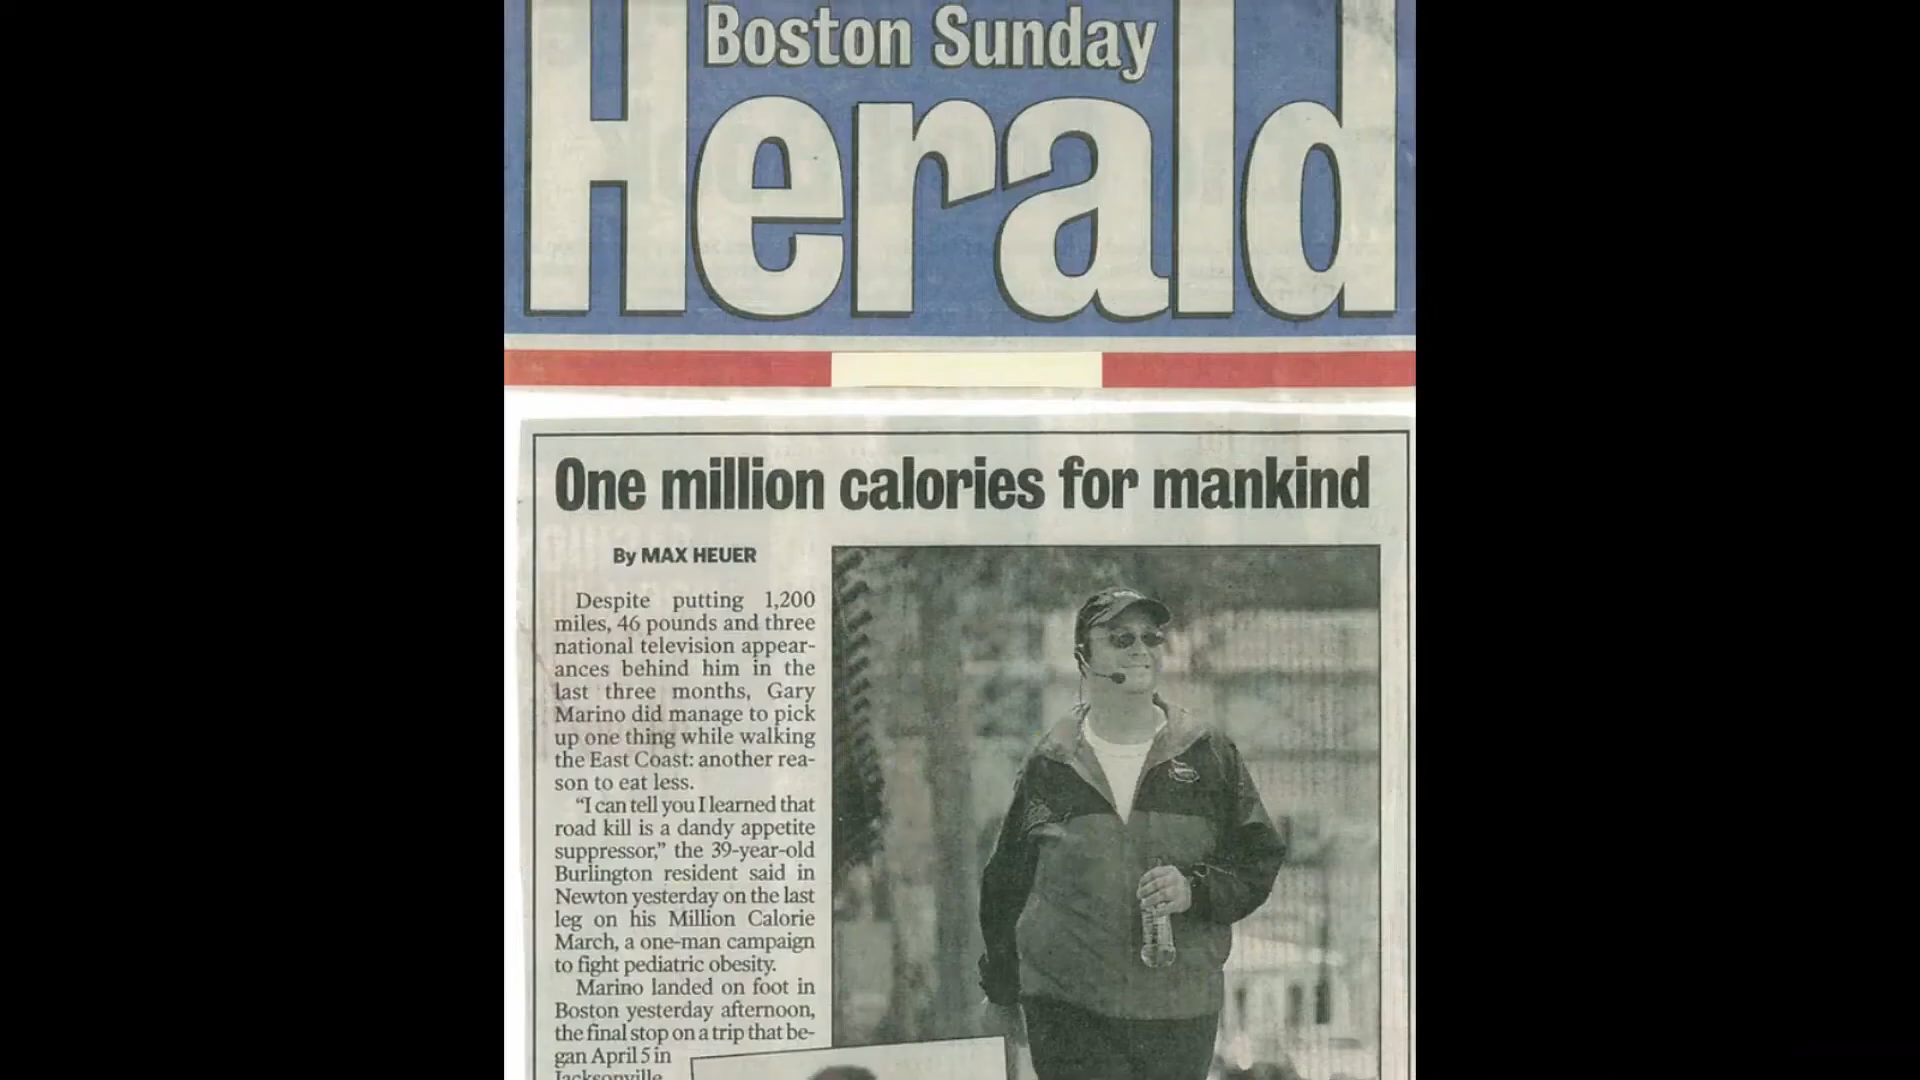 Boston Sunday
Herald
One million calories for mankind
By MAX HEUER
Despite putting 1,200
miles, 46 pounds and three
national television appear-
ances behind him in the
last three months, Gary
Marino did manage to pick
up one thing while walking
the East Coast: another rea-
son to eat less.
“I can tell you I learned that
road kill is a dandy appetite
suppressor,” the 39-year-old
Burlington resident said in
Newton yesterday on the last
leg on his Million Calorie
March, a one-man campaign
to fight pediatric obesity.
Marino landed on foot in
Boston yesterday afternoon,
the final stop on a trip that be-
gan April 5 in
Jacksonville,